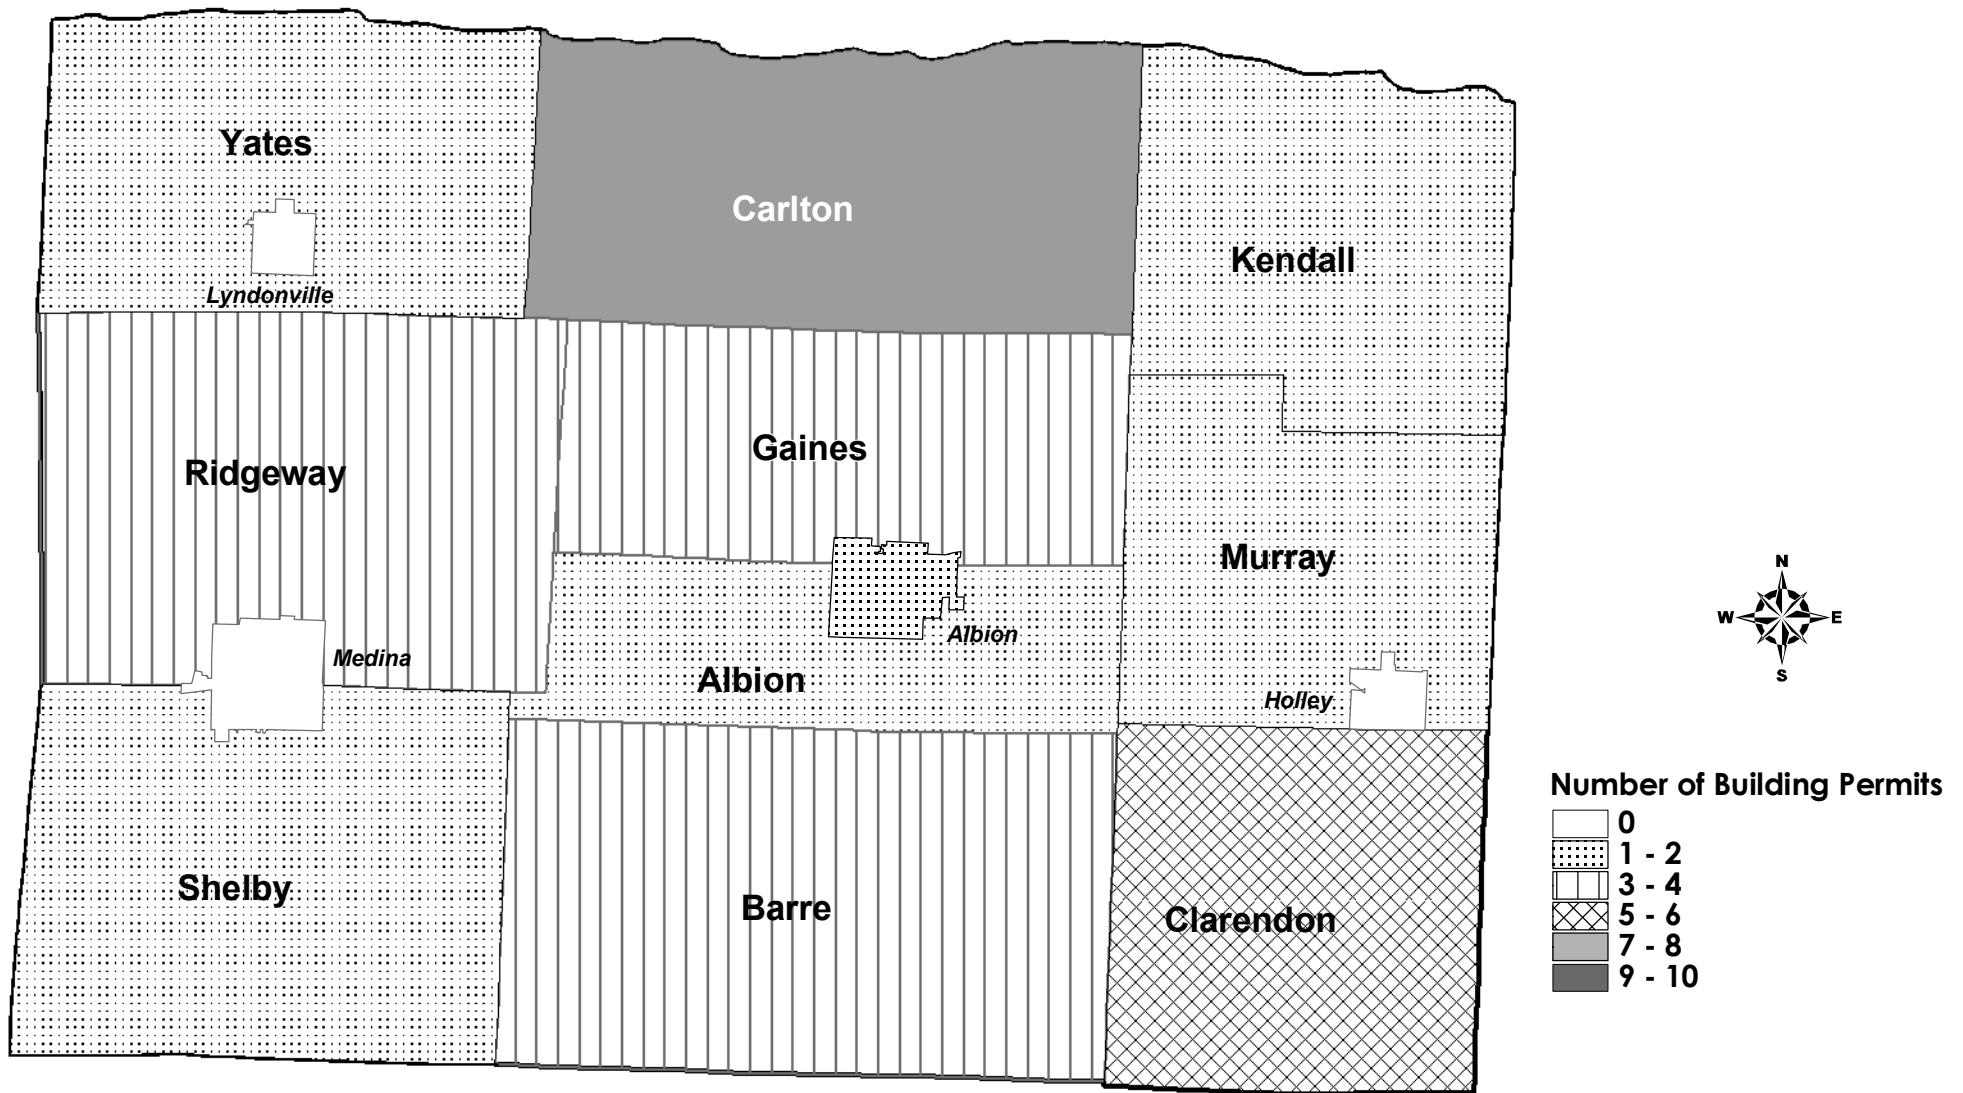 Yates
Carlton
Kendall
Lyndonville
Gaines
Ridgeway
Murray
Albion
Medina
Albion
Holley
Shelby
Barre
Clarendon
N
W E
S
Number of Building Permits
0
1 - 2
3 - 4
5 - 6
7 - 8
9 - 10